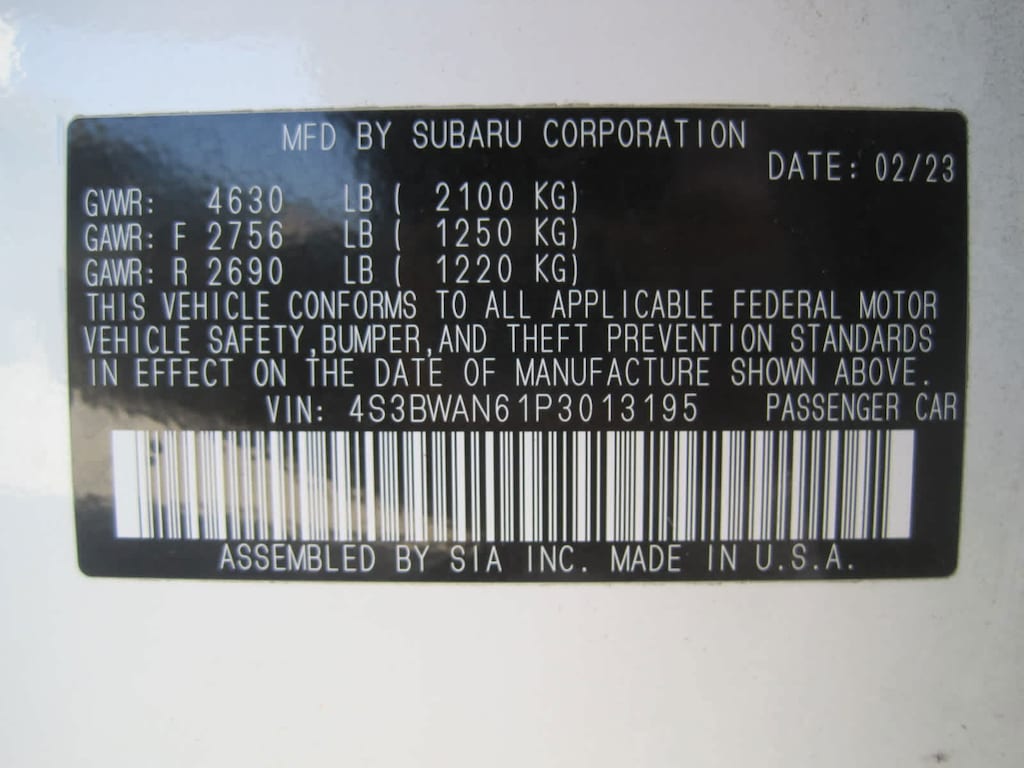 MFD BY SUBARU CORPORATION
DATE: 02/23
GVWR: 4630 LB ( 2100 KG)
GAWR: F 2756 LB ( 1250 KG)
GAWR: R 2690 LB ( 1220 KG)
THIS VEHICLE CONFORMS TO ALL APPLICABLE FEDERAL MOTOR
VEHICLE SAFETY,BUMPER,AND THEFT PREVENTION STANDARDS
IN EFFECT ON THE DATE OF MANUFACTURE SHOWN ABOVE.
VIN: 4S3BWAN61P3013195 PASSENGER CAR
ASSEMBLED BY SIA INC. MADE IN U.S.A.